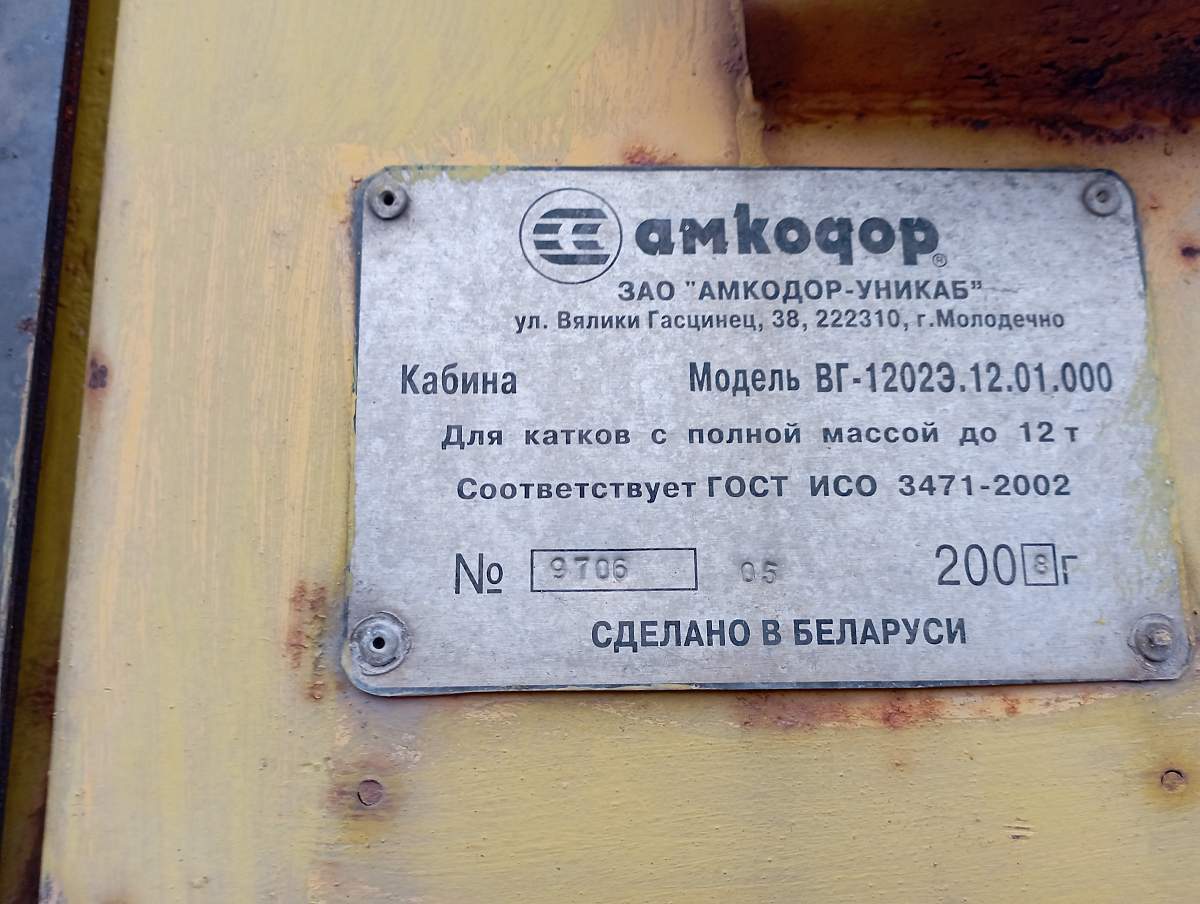 амкодор®
ЗАО "АМКОДОР-УНИКАБ"
ул. Вялики Гасцинец, 38, 222310, г.Молодечно
Кабина Модель ВГ-1202Э.12.01.000
Для катков с полной массой до 12 т
Соответствует ГОСТ ИСО 3471-2002
№ 9706 05 2008г
СДЕЛАНО В БЕЛАРУСИ